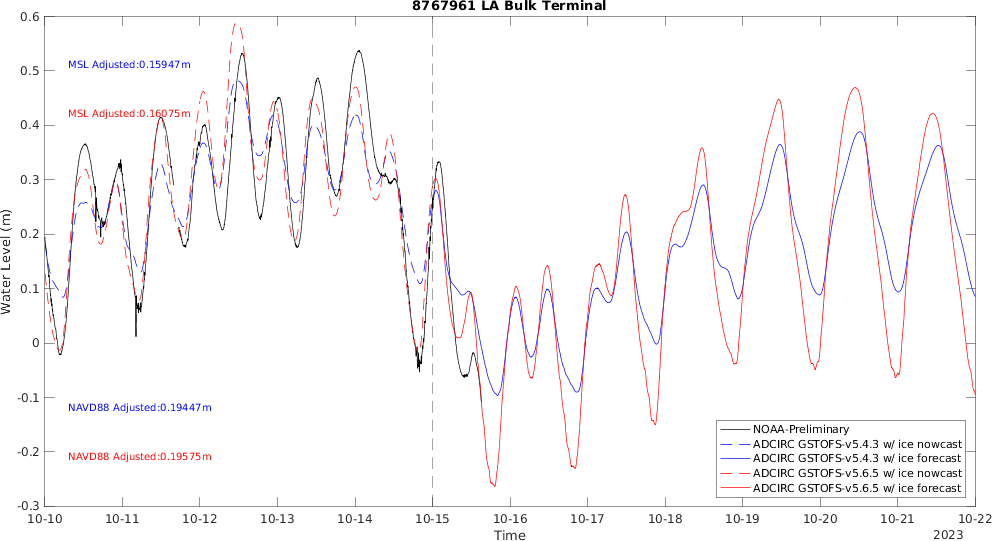 8767961 LA Bulk Terminal
0.6
0.5
0.4
0.3
0.2
0.1
0
-0.1
-0.2
-0.3
Water Level (m)
MSL Adjusted:0.15947m
MSL Adjusted:0.16075m
NAVD88 Adjusted:0.19447m
NAVD88 Adjusted:0.19575m
NOAA-Preliminary
ADCIRC GSTOFS-v5.4.3 w/ ice nowcast
ADCIRC GSTOFS-v5.4.3 w/ ice forecast
ADCIRC GSTOFS-v5.6.5 w/ ice nowcast
ADCIRC GSTOFS-v5.6.5 w/ ice forecast
10-10 10-11 10-12 10-13 10-14 10-15 10-16 10-17 10-18 10-19 10-20 10-21 10-22
Time
2023